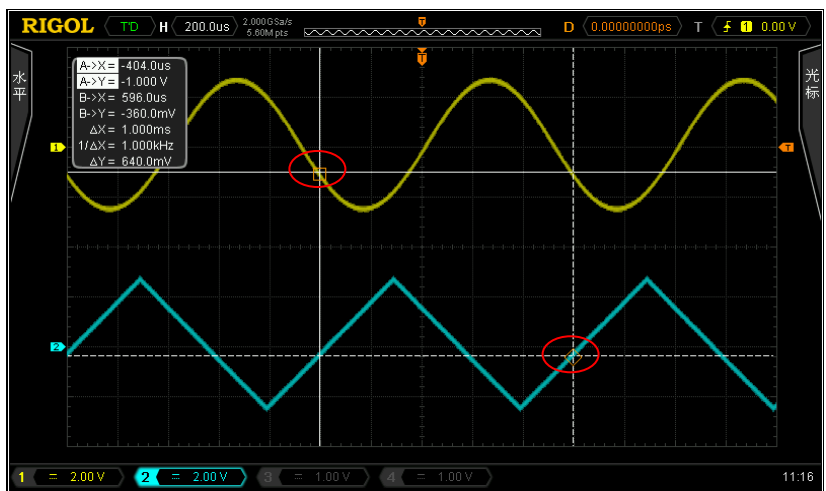 RIGOL T'D H 200.0us 2.000GSa/s 5.60M pts T D 0.00000000ps T 1 0.00 V
T
水平
光标
A->X= -404.0us
A->Y= -1.000 V
B->X= 596.0us
B->Y= -360.0mV
ΔX= 1.000ms
1/ΔX= 1.000kHz
ΔY= 640.0mV
1
T
2
1 = 2.00 V 2 = 2.00 V 3 = 1.00 V 4 = 1.00 V 11:16